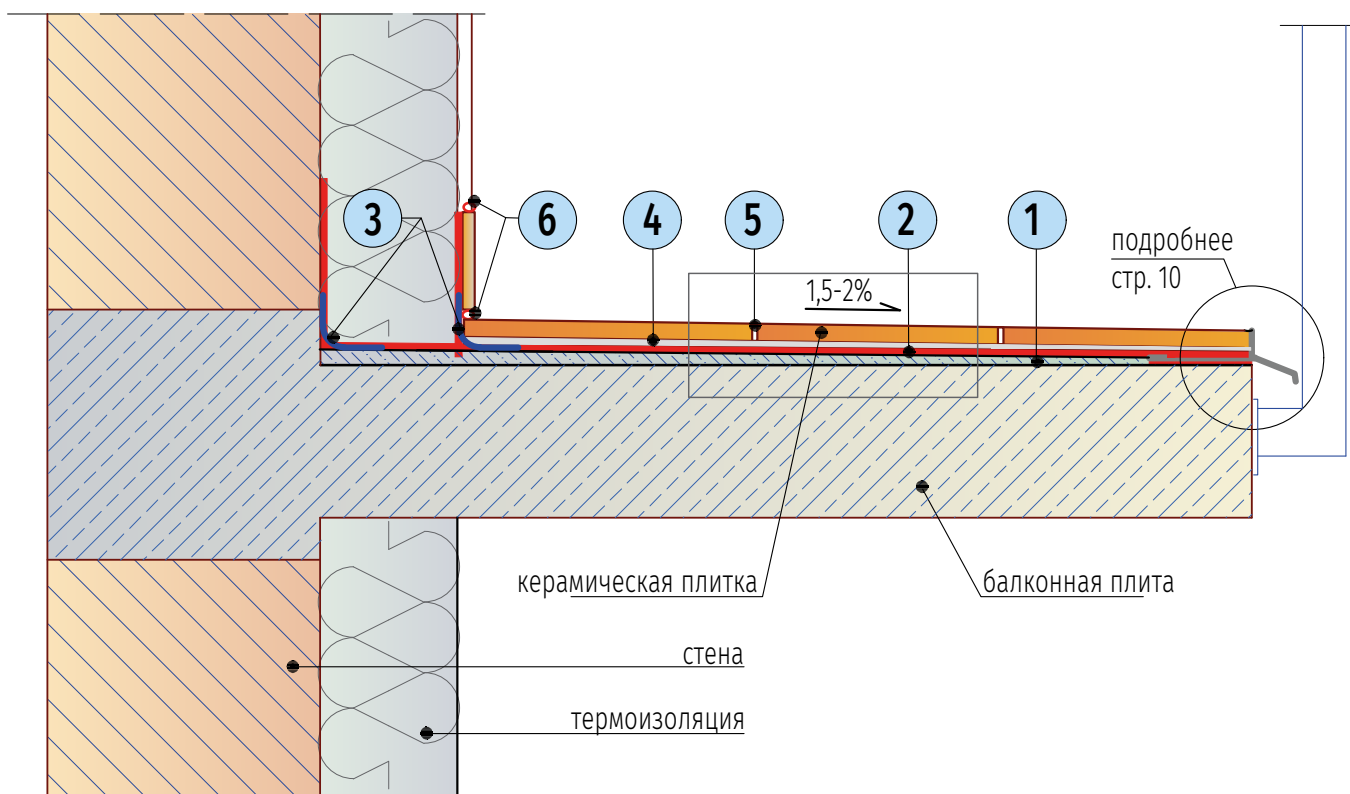 3
6
4
5
2
1
подробнее
стр. 10
1,5-2%
керамическая плитка
балконная плита
стена
термоизоляция